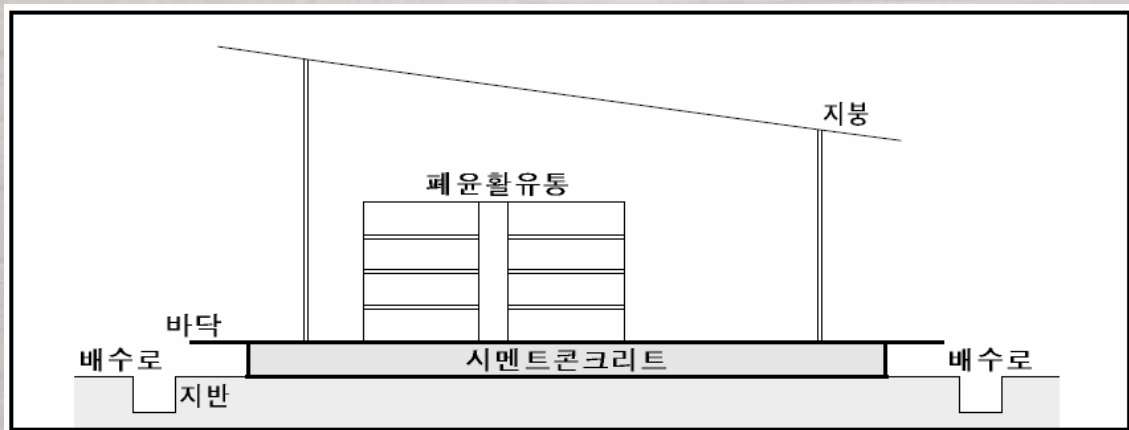 지붕
폐윤활유통
바닥
배수로
시멘트콘크리트
배수로
지반